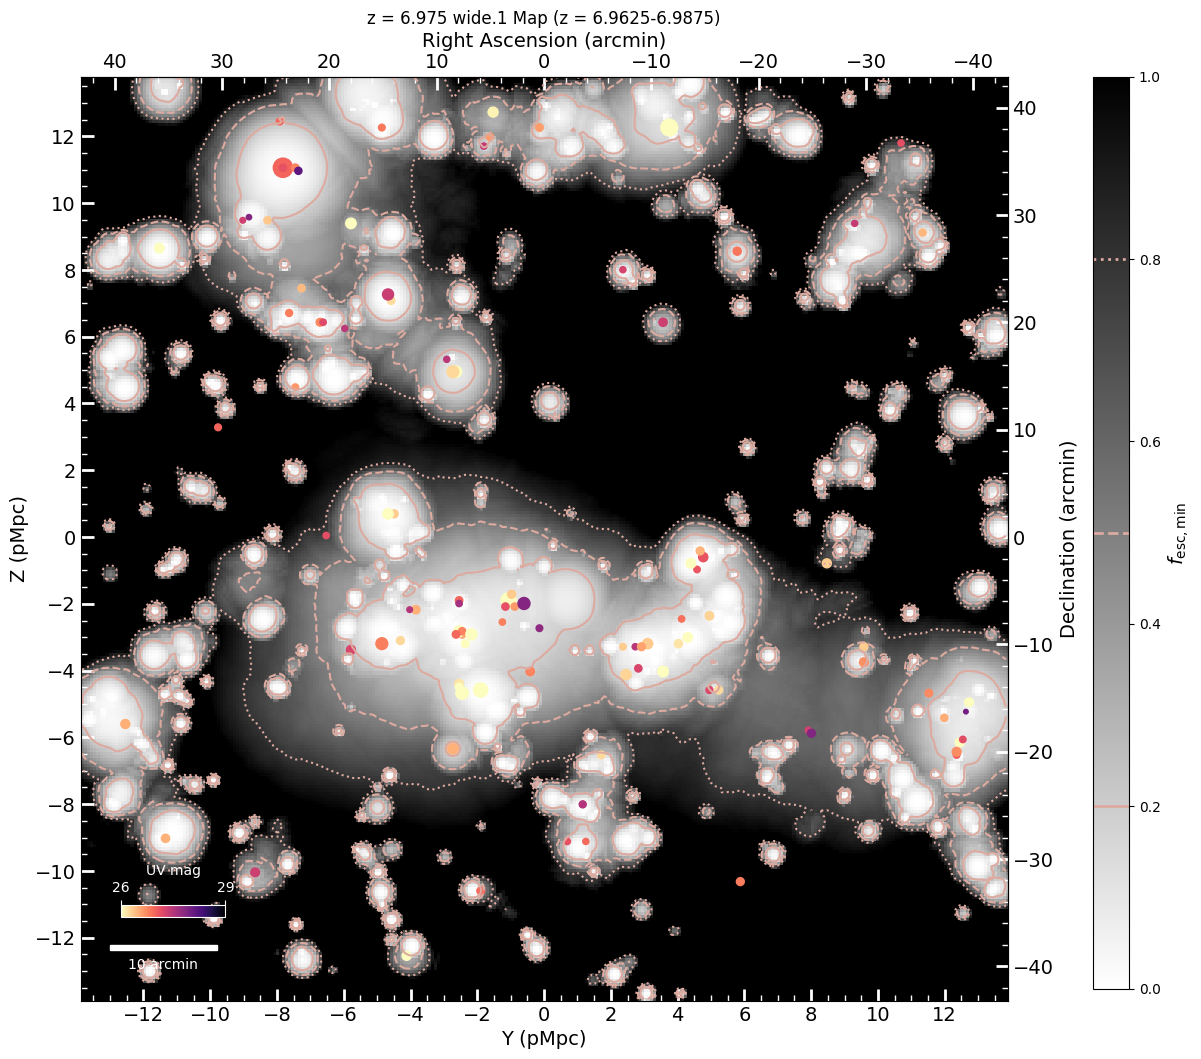 z = 6.975 wide.1 Map (z = 6.9625-6.9875)
Right Ascension (arcmin)
40 30 20 10 0 −10 −20 −30 −40
12
10
8
6
4
2
0
−2
−4
−6
−8
−10
−12
Z (pMpc)
UV mag
26 29
10 arcmin
−12 −10 −8 −6 −4 −2 0 2 4 6 8 10 12
Y (pMpc)
40
30
20
10
0
−10
−20
−30
−40
Declination (arcmin)
1.0
0.8
0.6
0.4
0.2
0.0
fesc, min